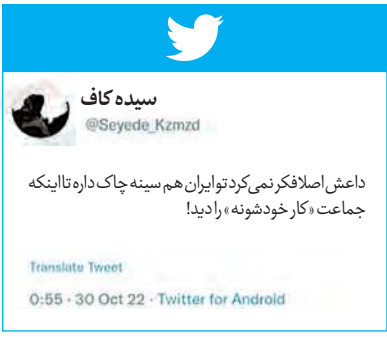 سیده کاف
@Seyede_Kzmzd
داعش اصلا فکر نمی‌کرد تو ایران هم سینه چاک داره تا اینکه
جماعت «کار خودشونه» را دید!
Translate Tweet
0:55 · 30 Oct 22 · Twitter for Android